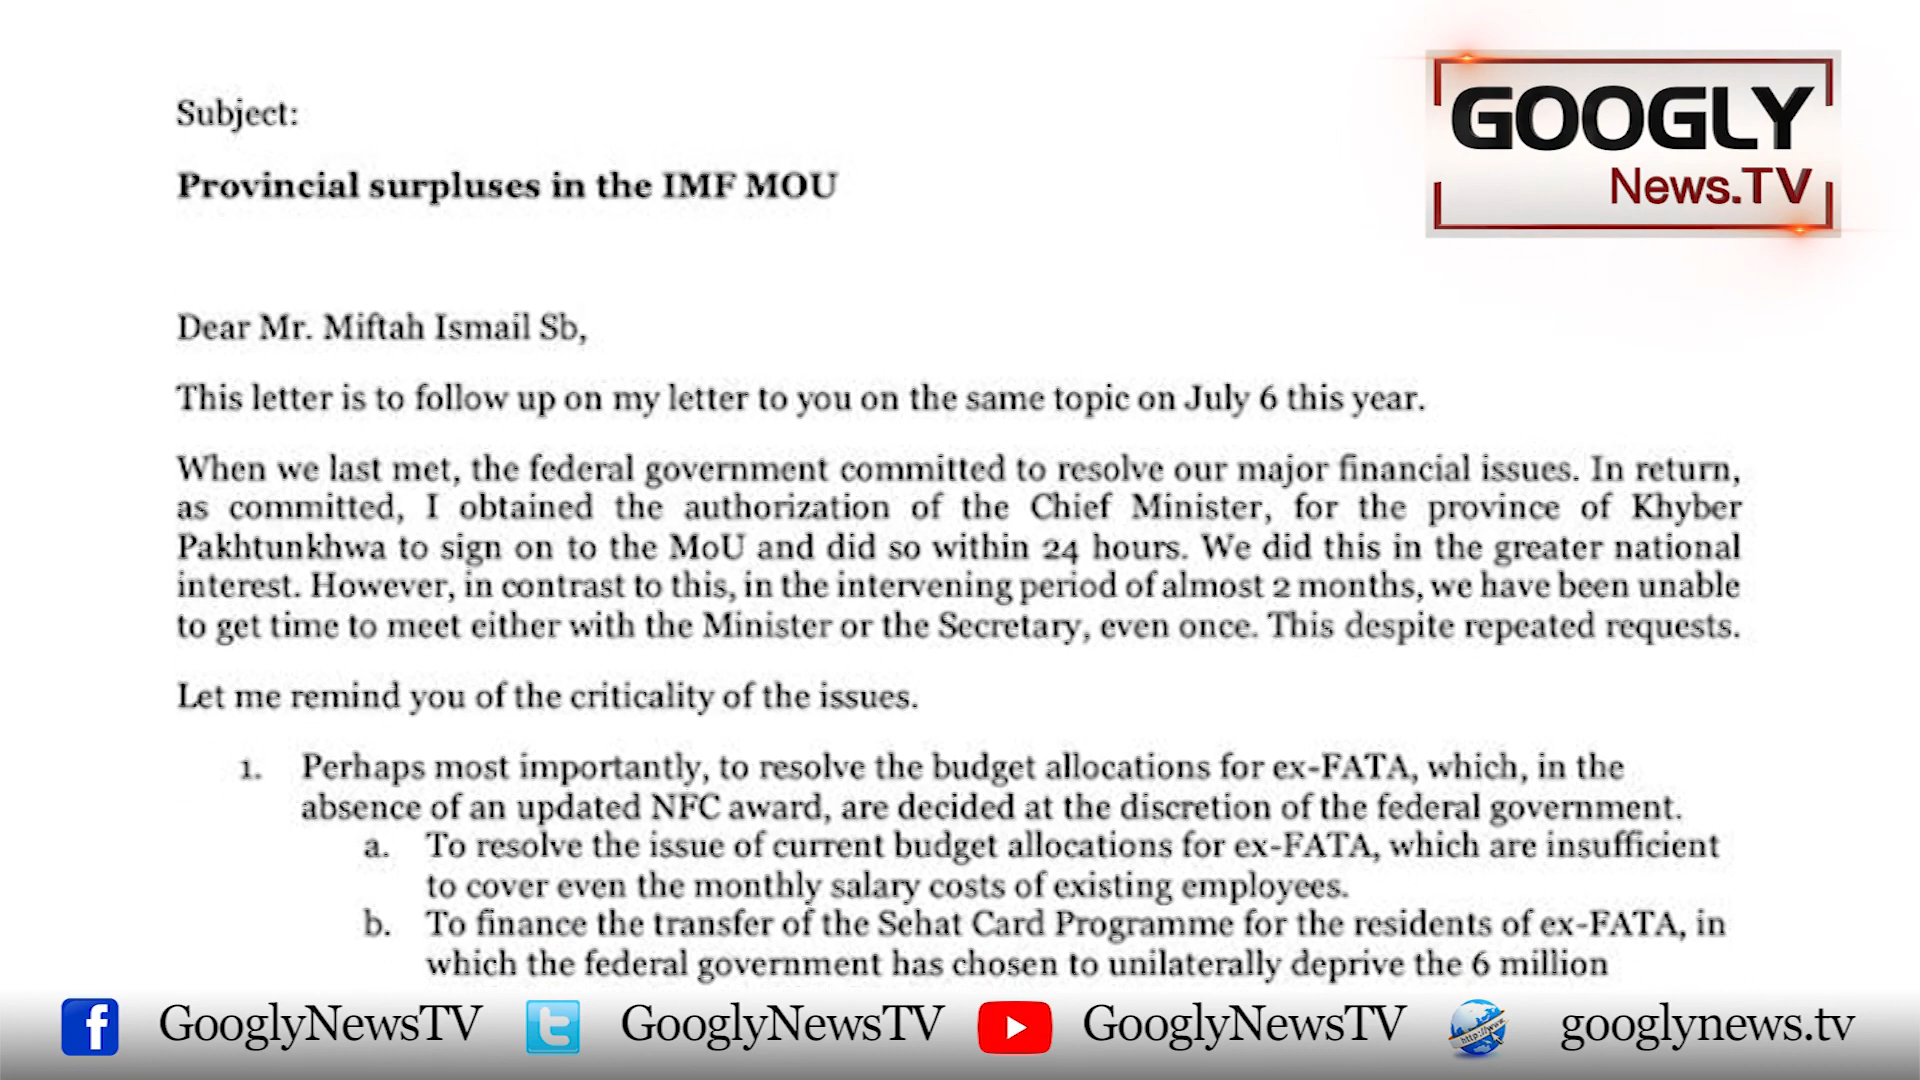 GOOGLY
News.TV
Subject:
Provincial surpluses in the IMF MOU
Dear Mr. Miftah Ismail Sb,
This letter is to follow up on my letter to you on the same topic on July 6 this year.
When we last met, the federal government committed to resolve our major financial issues. In return,
as committed, I obtained the authorization of the Chief Minister, for the province of Khyber
Pakhtunkhwa to sign on to the MoU and did so within 24 hours. We did this in the greater national
interest. However, in contrast to this, in the intervening period of almost 2 months, we have been unable
to get time to meet either with the Minister or the Secretary, even once. This despite repeated requests.
Let me remind you of the criticality of the issues.
1. Perhaps most importantly, to resolve the budget allocations for ex-FATA, which, in the
absence of an updated NFC award, are decided at the discretion of the federal government.
a. To resolve the issue of current budget allocations for ex-FATA, which are insufficient
to cover even the monthly salary costs of existing employees.
b. To finance the transfer of the Sehat Card Programme for the residents of ex-FATA, in
which the federal government has chosen to unilaterally deprive the 6 million
GooglyNewsTV GooglyNewsTV GooglyNewsTV http://www googlynews.tv